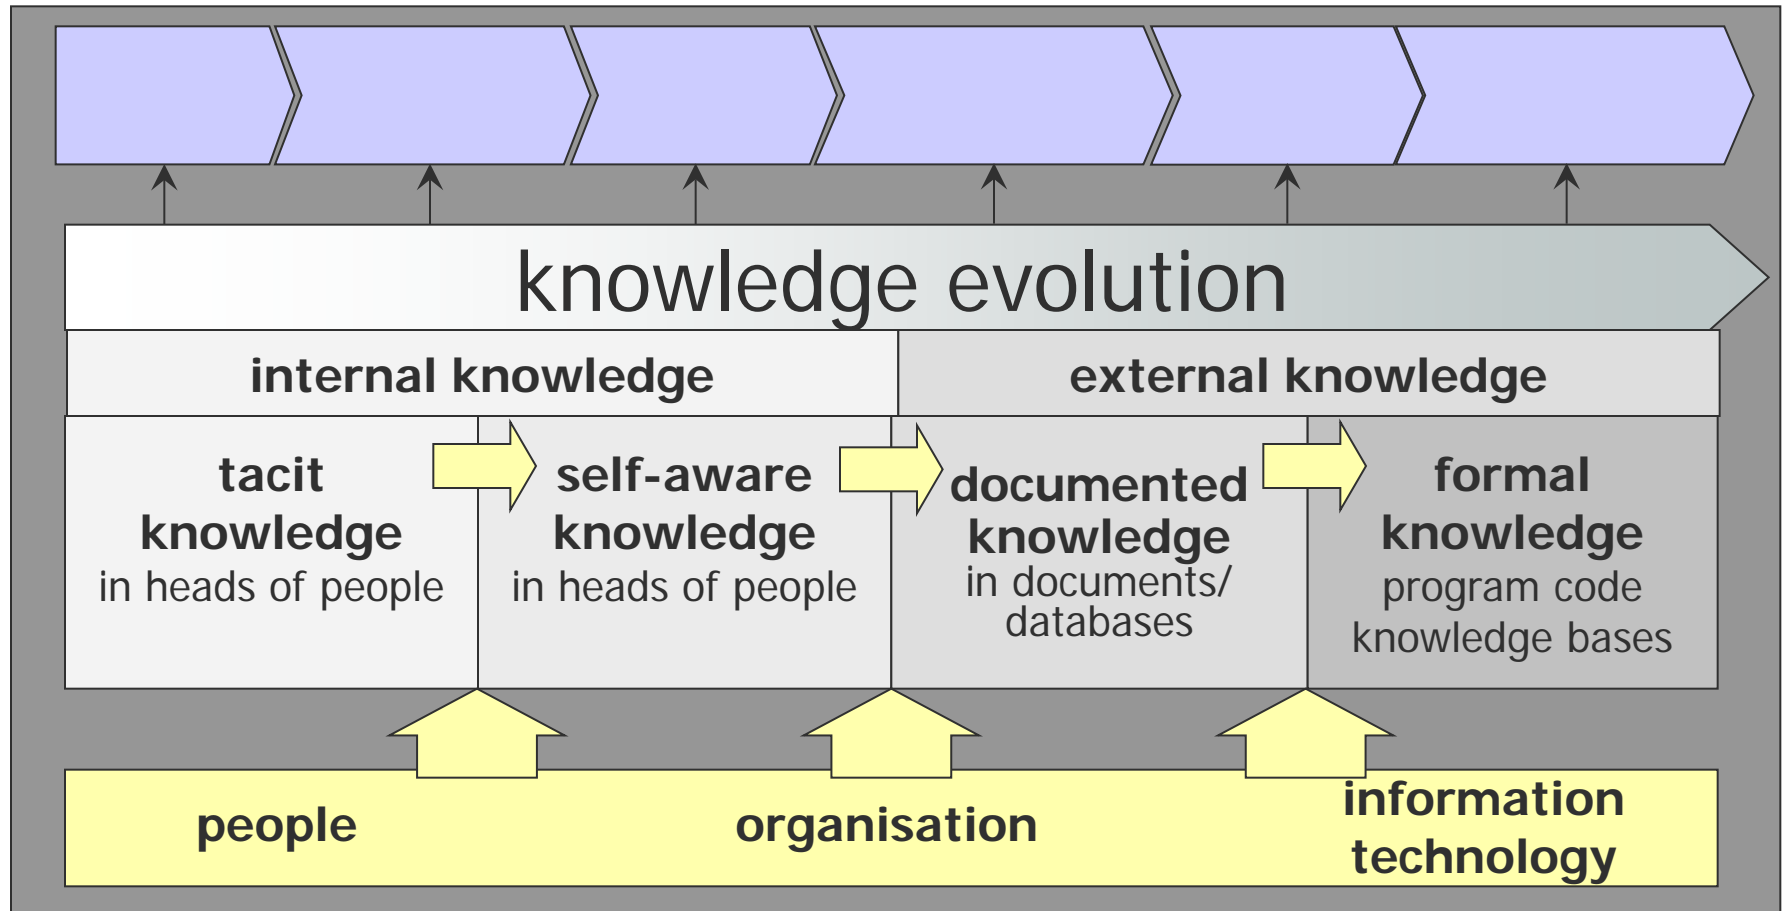 knowledge evolution
internal knowledge
external knowledge
tacit
knowledge
in heads of people
self-aware
knowledge
in heads of people
documented
knowledge
in documents/
databases
formal
knowledge
program code
knowledge bases
people
organisation
information
technology